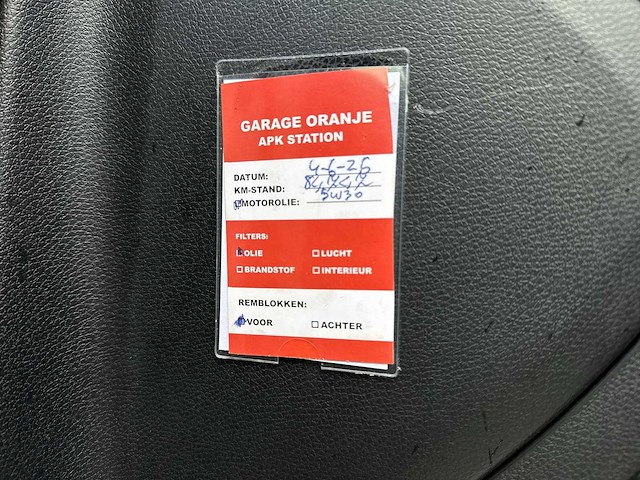 GARAGE ORANJE
APK STATION
DATUM: 4-6-26
KM-STAND:
MOTOROLIE: 5W30
FILTERS:
OLIE LUCHT
BRANDSTOF INTERIEUR
REMBLOKKEN:
VOOR ACHTER